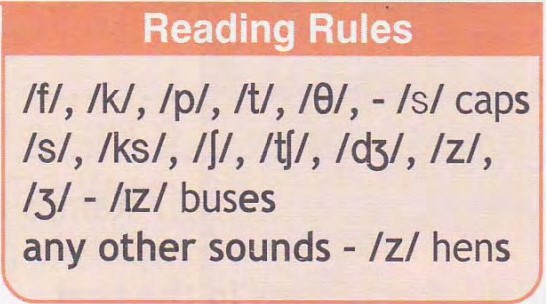 Reading Rules
/f/, /k/, /p/, /t/, /θ/, - /s/ caps
/s/, /ks/, /ʃ/, /tʃ/, /dʒ/, /z/,
/ʒ/ - /ɪz/ buses
any other sounds - /z/ hens